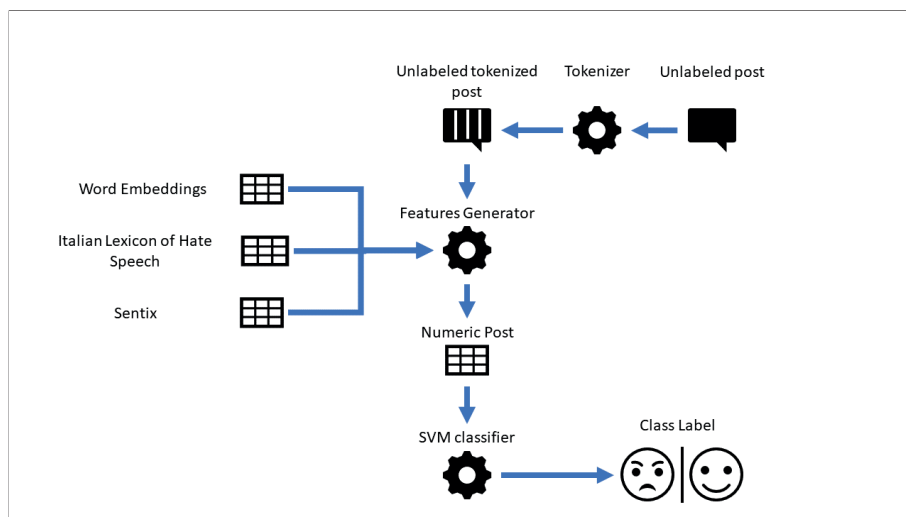 Unlabeled tokenized
post
Tokenizer
Unlabeled post
Word Embeddings
Features Generator
Italian Lexicon of Hate
Speech
Sentix
Numeric Post
SVM classifier
Class Label